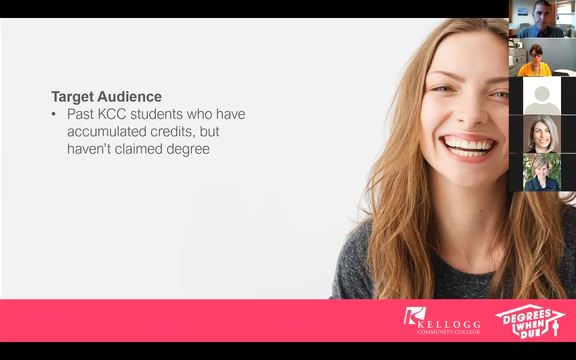 Target Audience
• Past KCC students who have
accumulated credits, but
haven't claimed degree
KELLOGG
COMMUNITY COLLEGE
DEGREES
WHEN
DUE